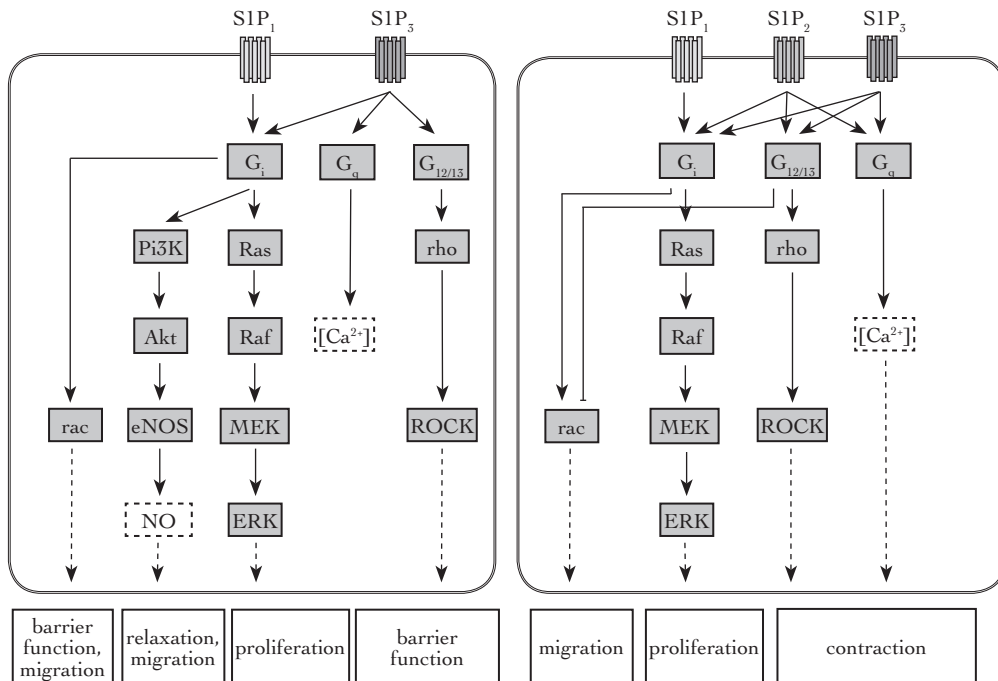 S1P₁ S1P₃
Gᵢ G_q G₁₂/₁₃
Pi3K Ras rho
Akt Raf [Ca²⁺]
rac eNOS MEK ROCK
NO ERK
barrier function, migration
relaxation, migration
proliferation
barrier function
S1P₁ S1P₂ S1P₃
Gᵢ G₁₂/₁₃ G_q
Ras rho
Raf [Ca²⁺]
rac MEK ROCK
ERK
migration
proliferation
contraction